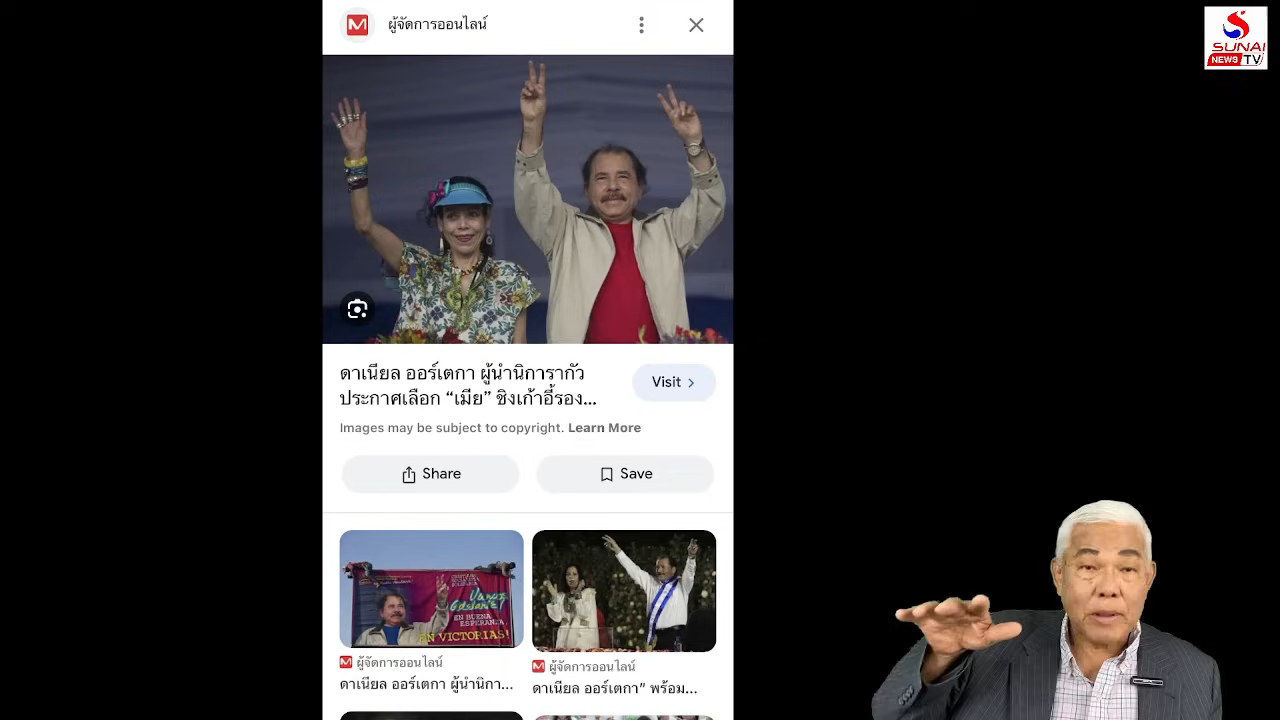 ผู้จัดการออนไลน์
SUNAI
NEWS TV
ดาเนียล ออร์เตกา ผู้นำนิการากัว
ประกาศเลือก “เมีย” ชิงเก้าอี้รอง...
Visit
Images may be subject to copyright. Learn More
Share
Save
Vamos
Adelante!
EN BUENA
ESPERANZA,
EN VICTORIAS!
ผู้จัดการออนไลน์
ดาเนียล ออร์เตกา ผู้นำนิกา...
ผู้จัดการออนไลน์
ดาเนียล ออร์เตกา” พร้อม...